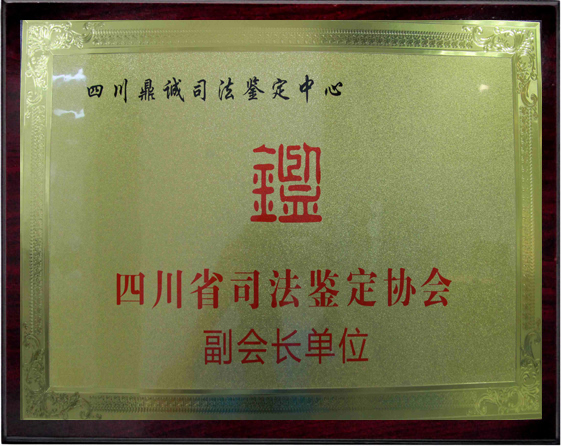 四川鼎诚司法鉴定中心
鑑
四川省司法鉴定协会
副会长单位